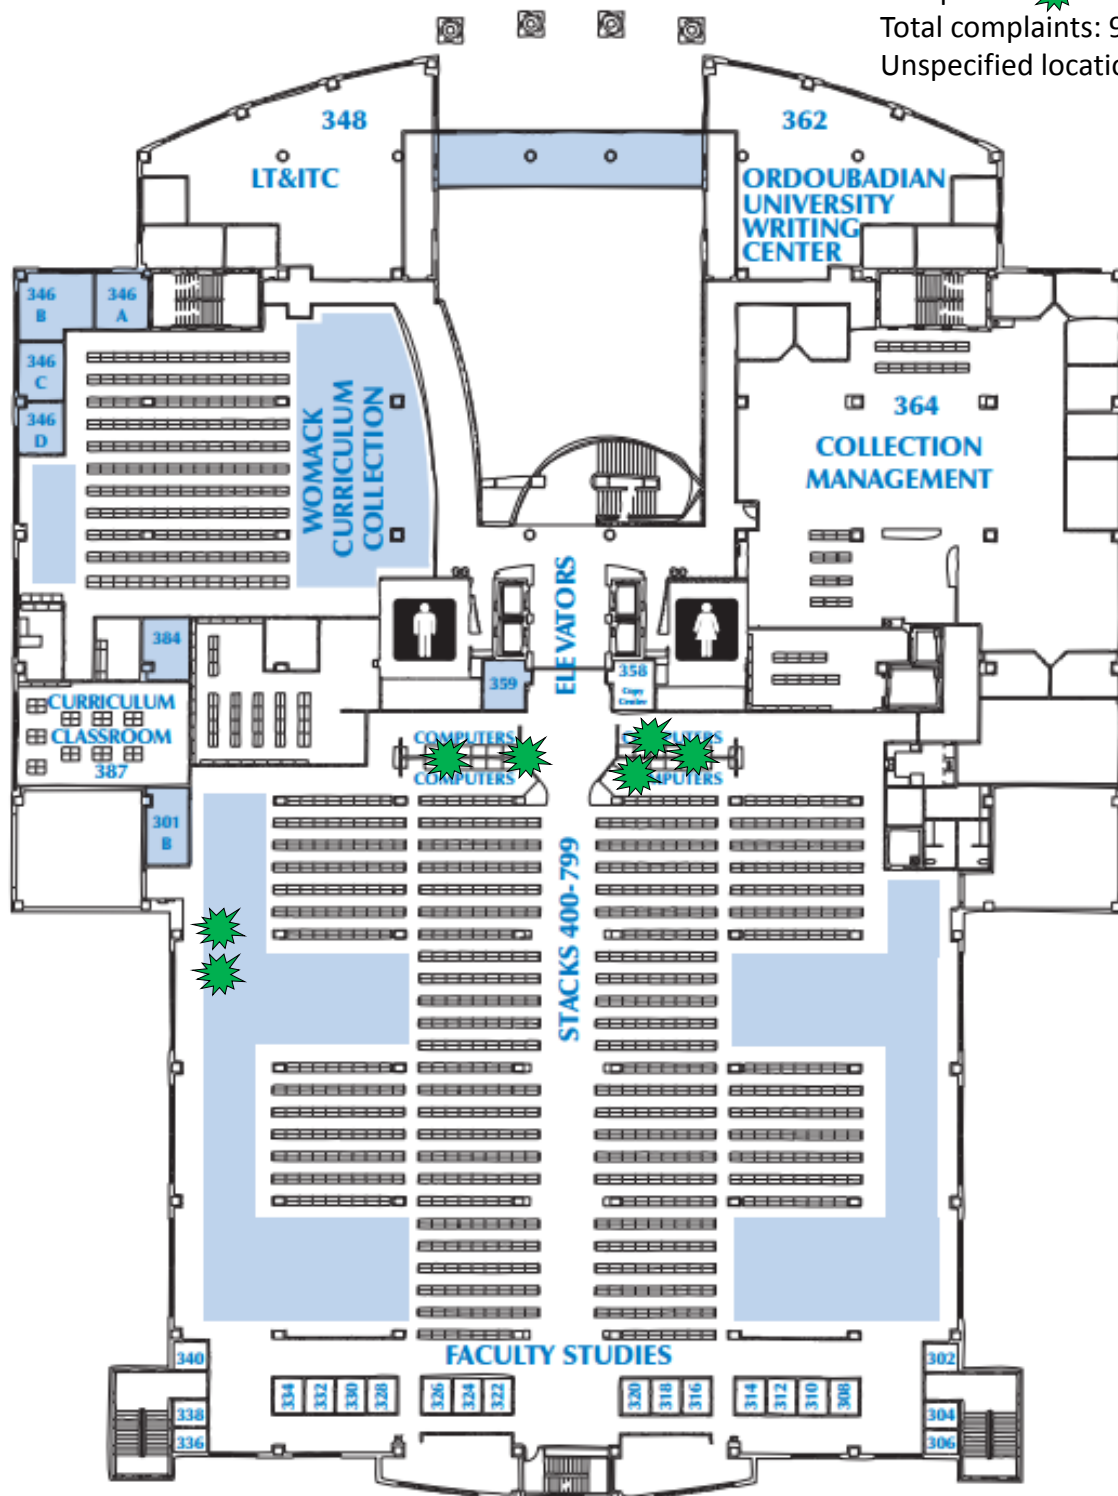 Total complaints: 9
Unspecified locatio
348
362
LT&ITC
ORDOUBADIAN
UNIVERSITY
WRITING
CENTER
346
B
346
A
346
C
346
D
WOMACK
CURRICULUM
COLLECTION
364
COLLECTION
MANAGEMENT
ELEVATORS
384
359
358
Copy
Center
CURRICULUM
CLASSROOM
387
COMPUTERS
COMPUTERS
COMPUTERS
301
B
STACKS 400-799
FACULTY STUDIES
340
302
334
332
330
328
326
324
322
320
318
316
314
312
310
308
338
304
336
306